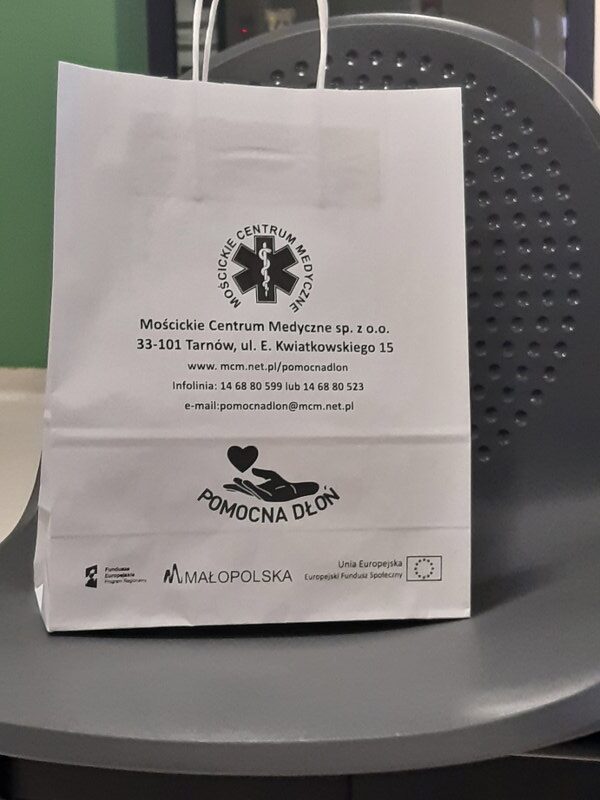 MOŚCICKIE CENTRUM MEDYCZNE
Mościckie Centrum Medyczne sp. z o.o.
33-101 Tarnów, ul. E. Kwiatkowskiego 15
www. mcm.net.pl/pomocnadlon
Infolinia: 14 68 80 599 lub 14 68 80 523
e-mail:pomocnadlon@mcm.net.pl
POMOCNA DŁOŃ
Fundusze
Europejskie
Program Regionalny
MAŁOPOLSKA
Unia Europejska
Europejski Fundusz Społeczny